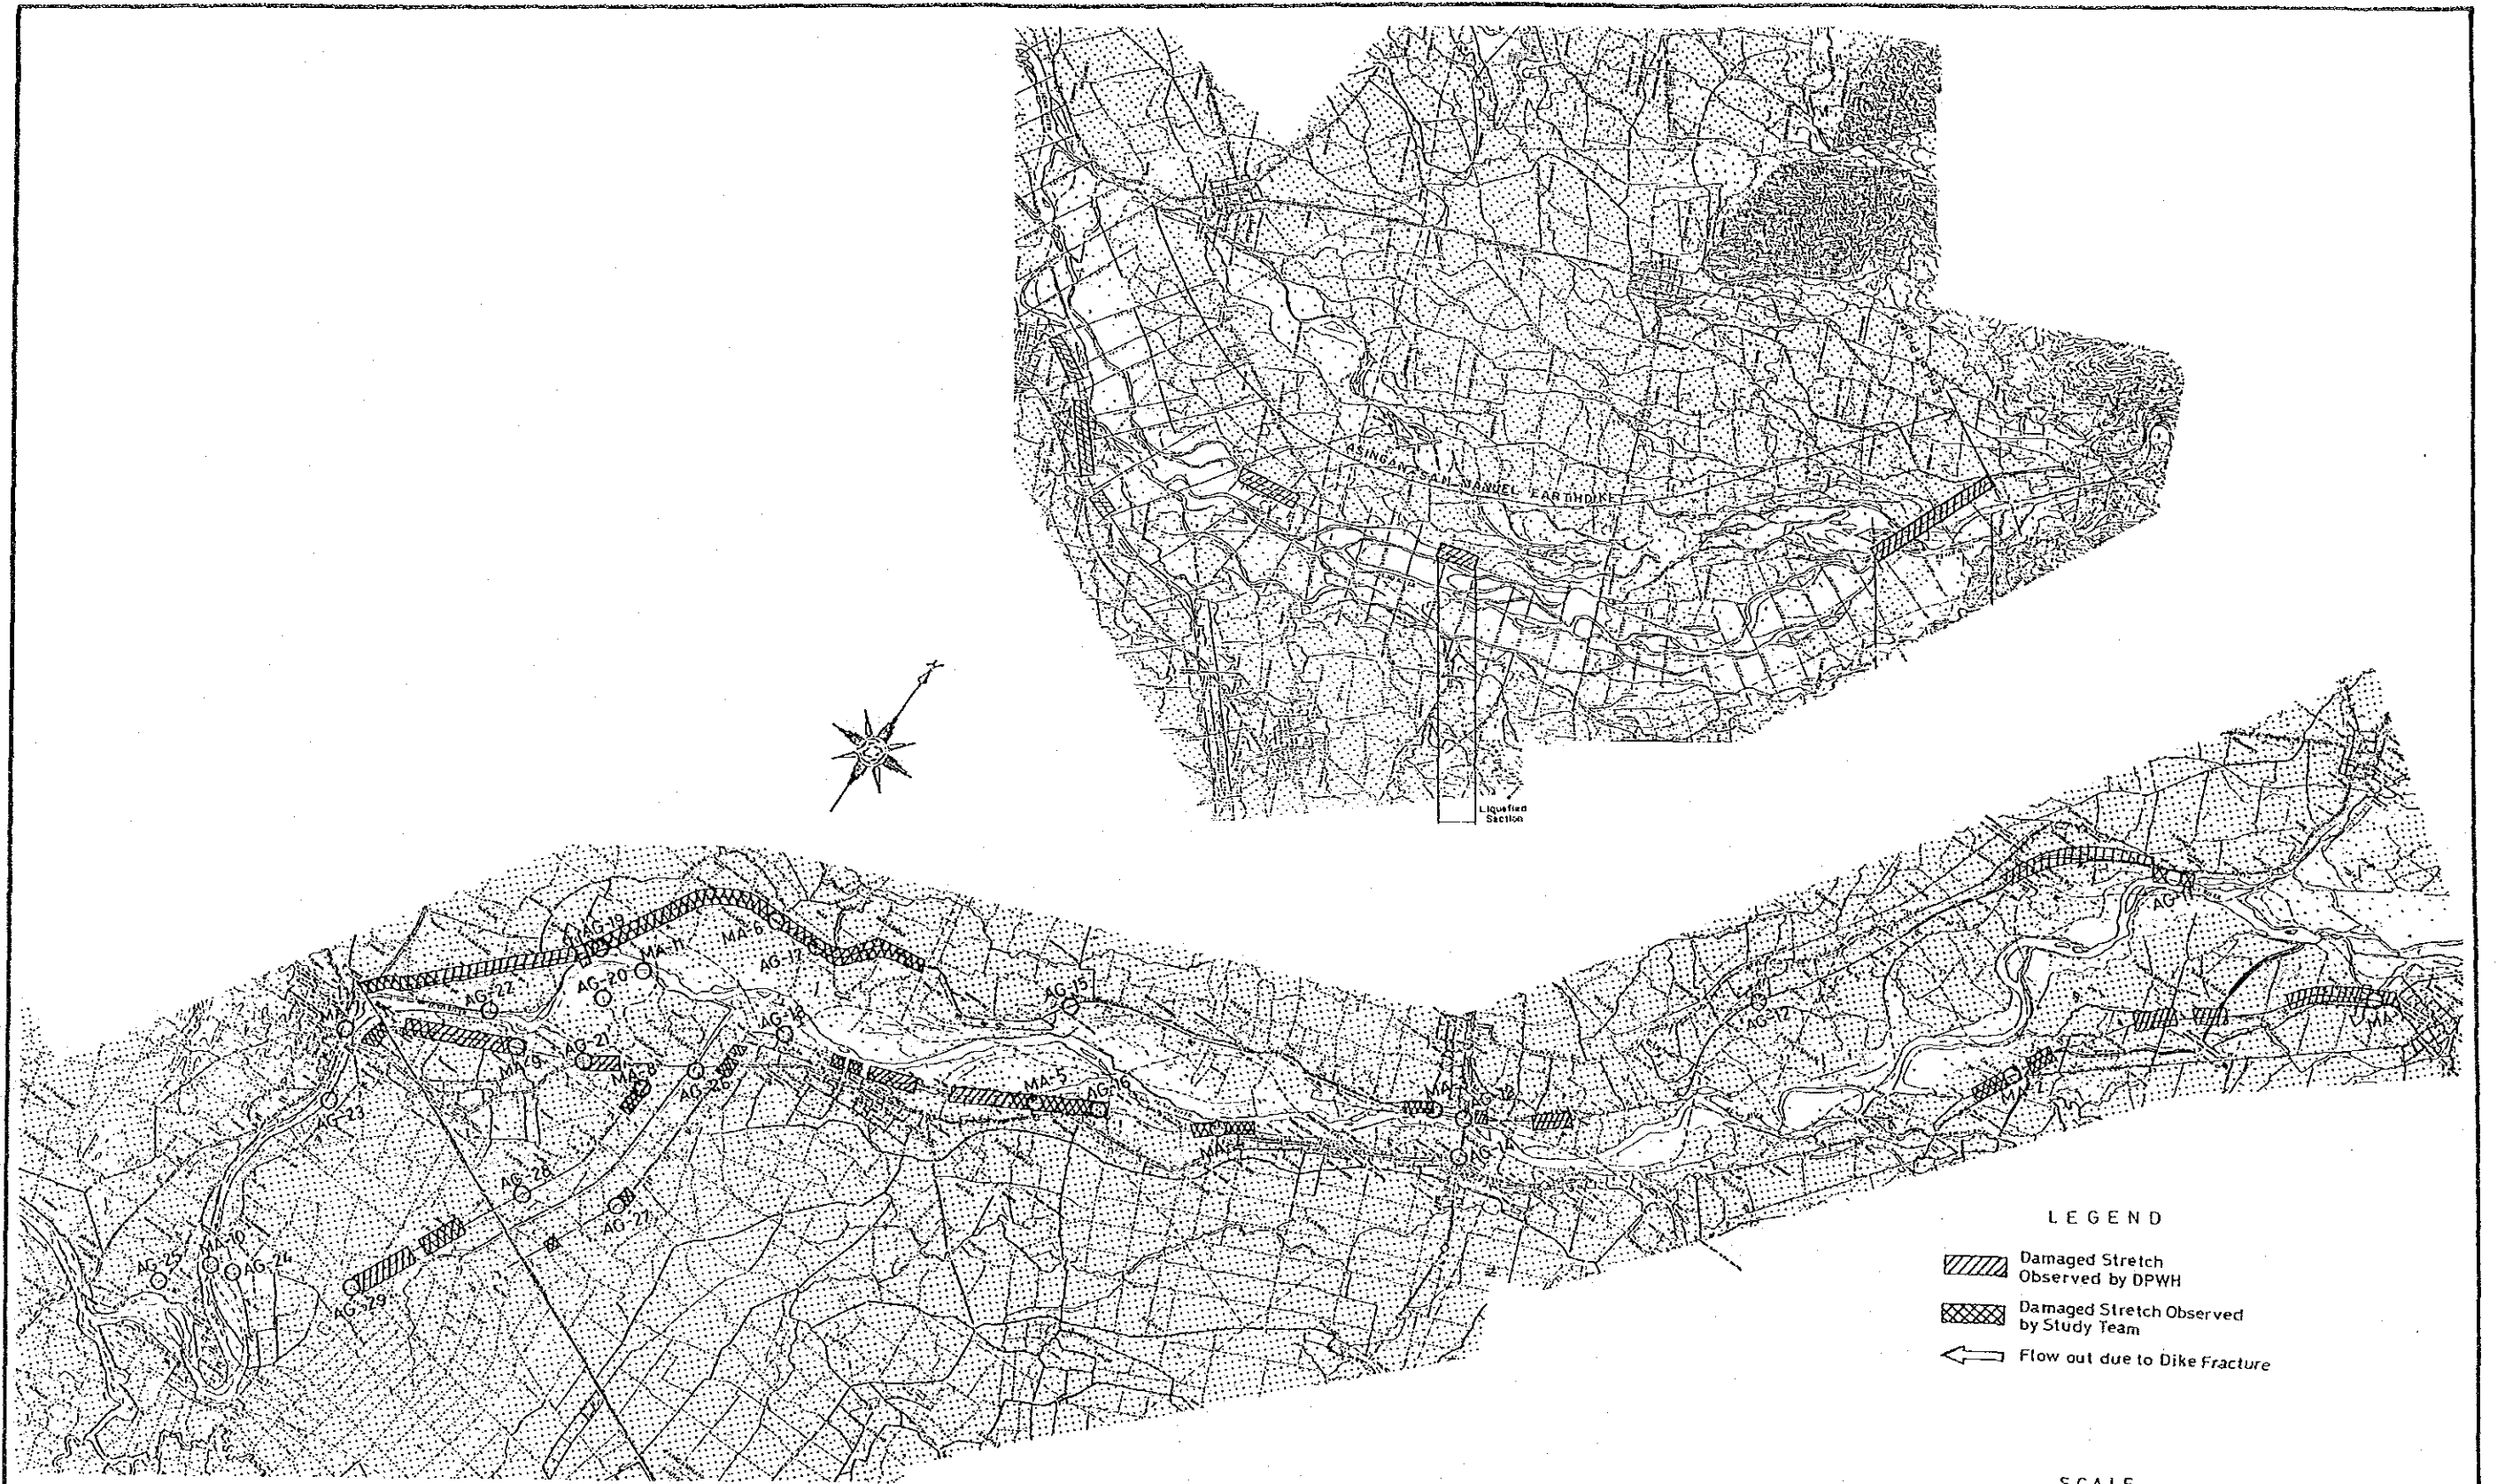 ASINGAN-SAN MANUEL EARTHDIKE
Liquefied
Section
AG-19
MA-11
MA-6
AG-17
AG-20
AG-22
AG-15
AG-12
AG-18
AG-21
MA-9
MA-8
AG-26
MA-5
AG-16
AG-23
AG-14
AG-28
AG-27
AG-25
MA-10
AG-24
AG-29
LEGEND
Damaged Stretch
Observed by DPWH
Damaged Stretch Observed
by Study Team
Flow out due to Dike Fracture
SCALE